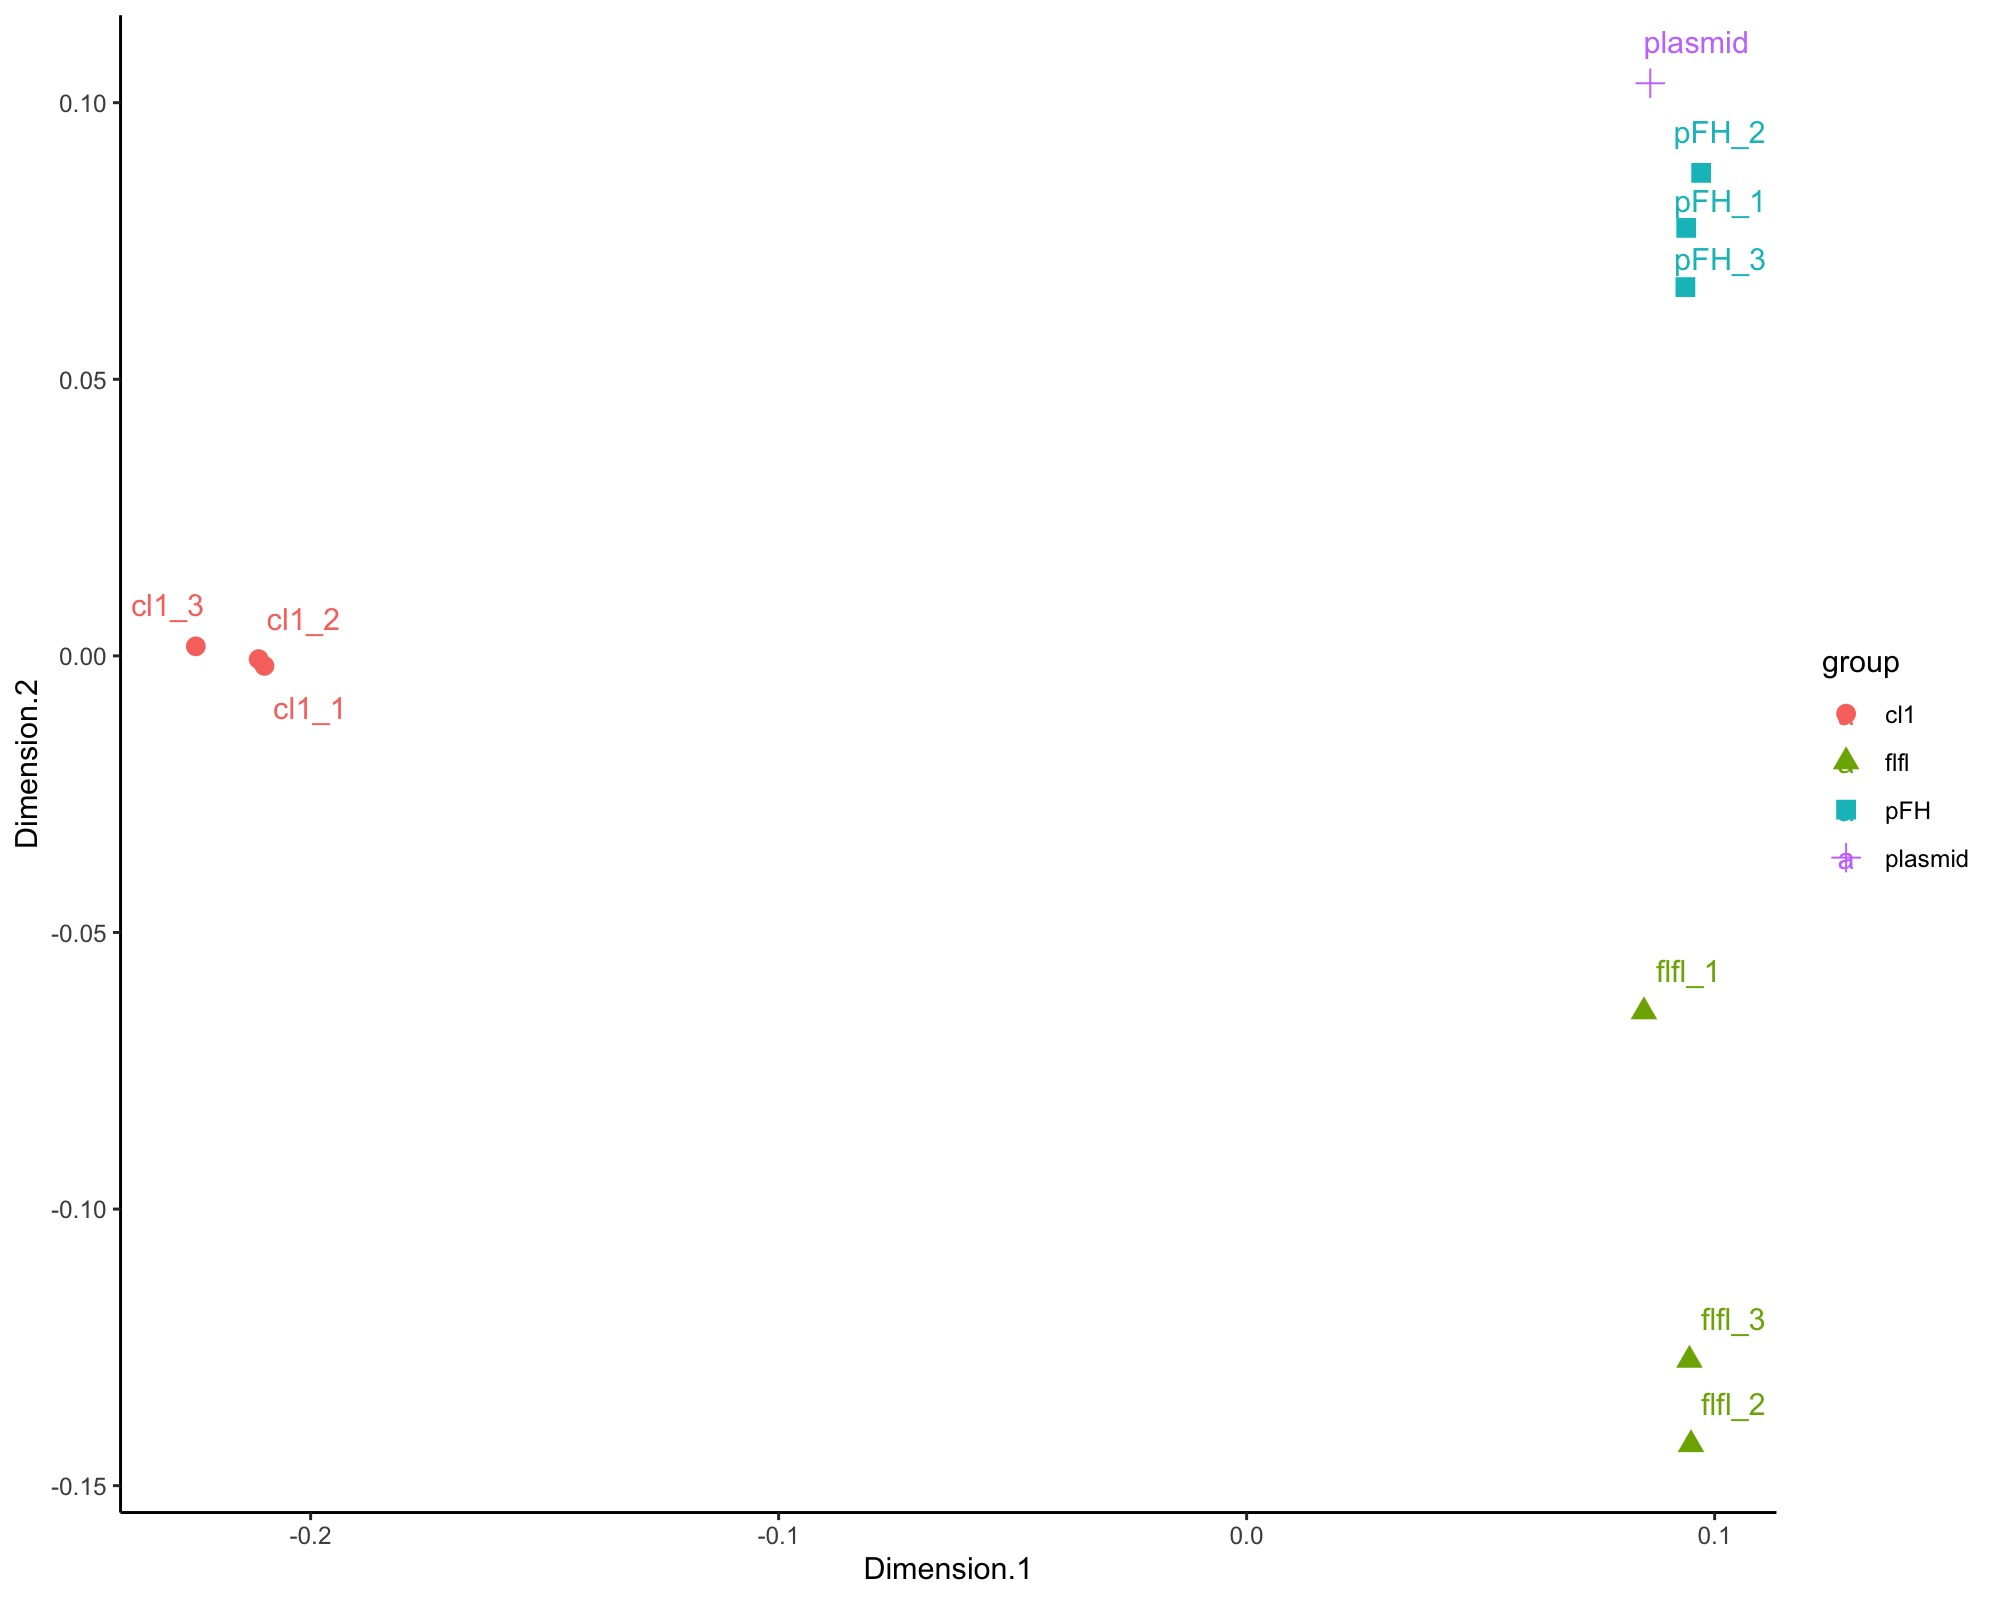 plasmid
0.10
pFH_2
pFH_1
pFH_3
0.05
cl1_3
cl1_2
0.00
cl1_1
Dimension.2
group
cl1
flfl
pFH
a plasmid
-0.05
flfl_1
-0.10
flfl_3
flfl_2
-0.15
-0.2
-0.1
0.0
0.1
Dimension.1